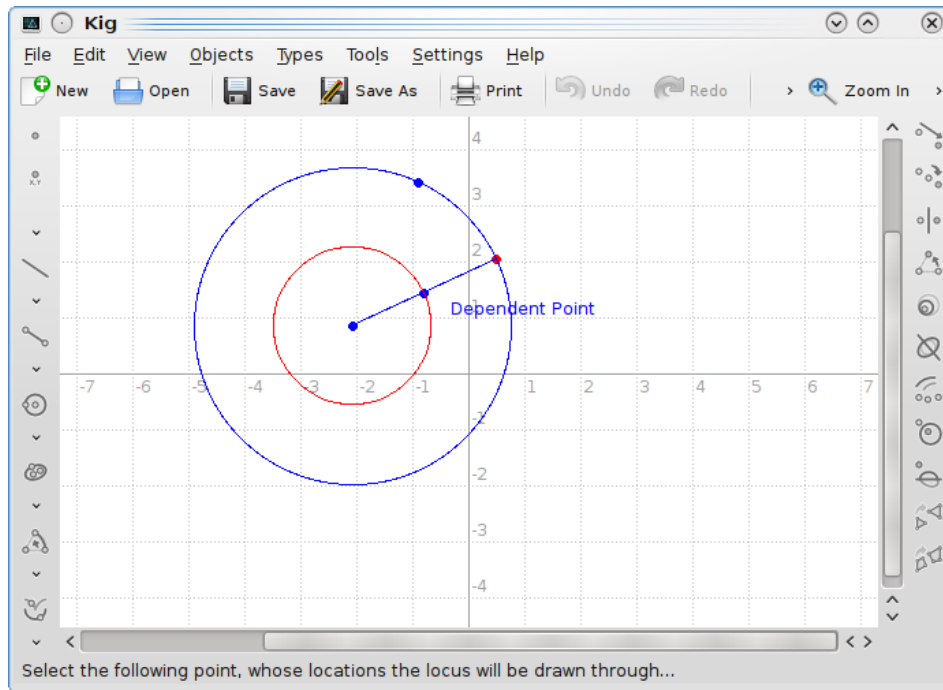 Kig
File Edit View Objects Types Tools Settings Help
New Open Save Save As Print Undo Redo Zoom In
X,Y
4
3
2
Dependent Point
1
-7 -6 -5 -4 -3 -2 -1 1 2 3 4 5 6 7
-1
-2
-3
-4
Select the following point, whose locations the locus will be drawn through...